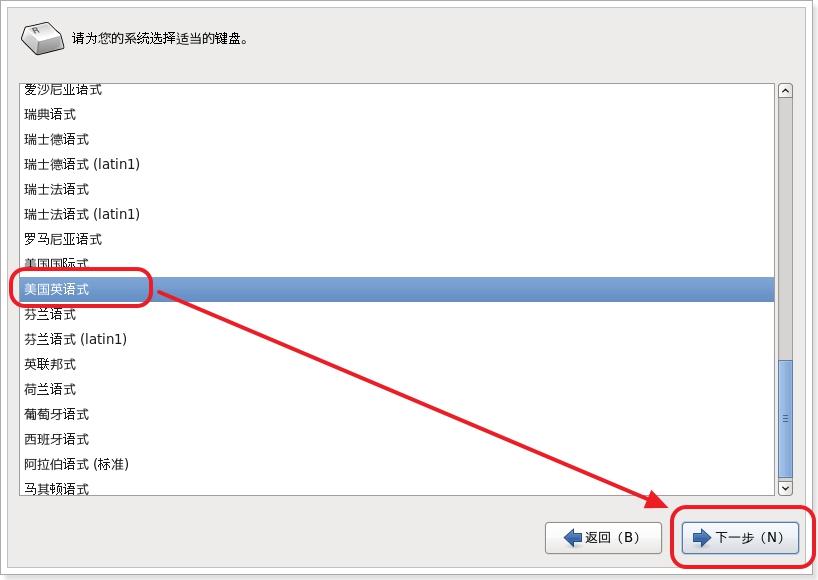 R
请为您的系统选择适当的键盘。
爱沙尼亚语式
瑞典语式
瑞士德语式
瑞士德语式 (latin1)
瑞士法语式
瑞士法语式 (latin1)
罗马尼亚语式
美国国际式
美国英语式
芬兰语式
芬兰语式 (latin1)
英联邦式
荷兰语式
葡萄牙语式
西班牙语式
阿拉伯语式 (标准)
马其顿语式
返回（B）
下一步（N）